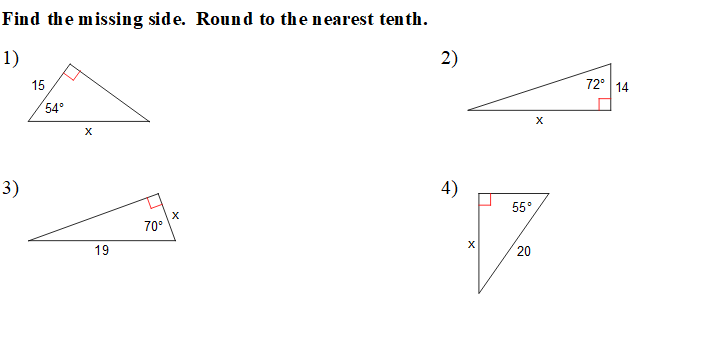 Find the missing side. Round to the nearest tenth.
1)
15
54°
x
2)
72°
14
x
3)
70°
x
19
4)
55°
x
20